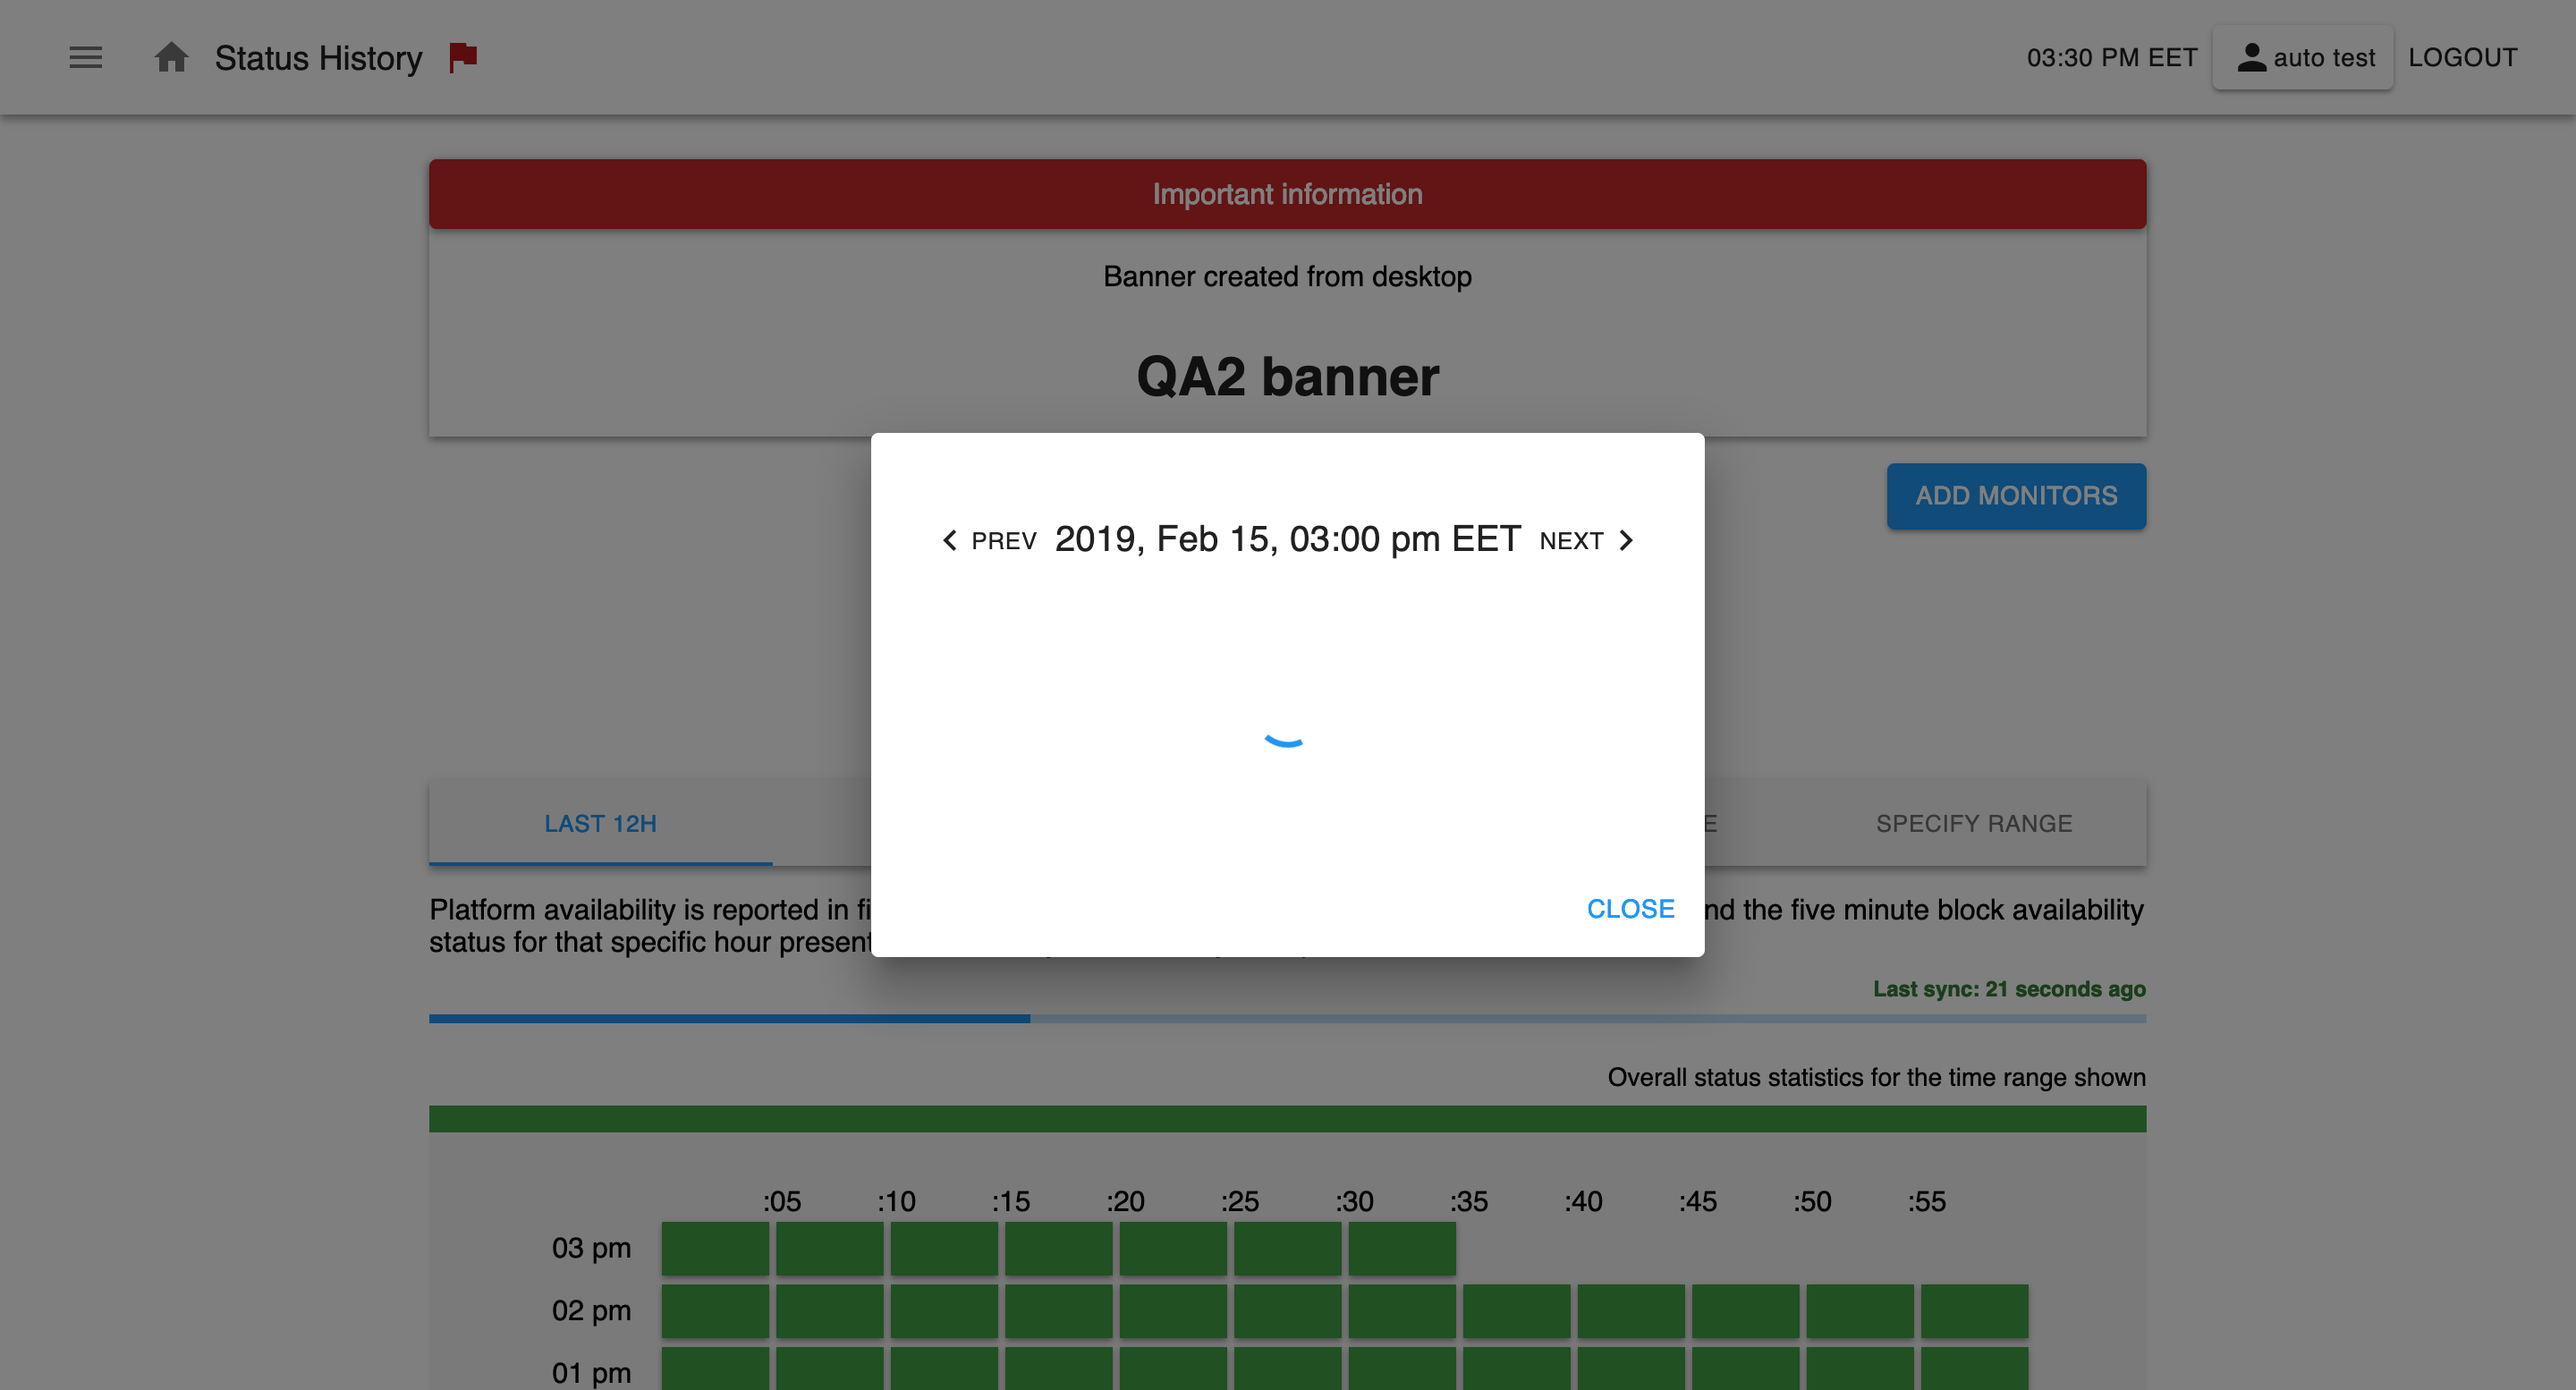 Status History
03:30 PM EET
auto test
LOGOUT
Important information
Banner created from desktop
QA2 banner
ADD MONITORS
PREV
2019, Feb 15, 03:00 pm EET
NEXT
CLOSE
LAST 12H
SPECIFY RANGE
Platform availability is reported in nd the five minute block availability
status for that specific hour
Last sync: 21 seconds ago
Overall status statistics for the time range shown
:05 :10 :15 :20 :25 :30 :35 :40 :45 :50 :55
03 pm
02 pm
01 pm